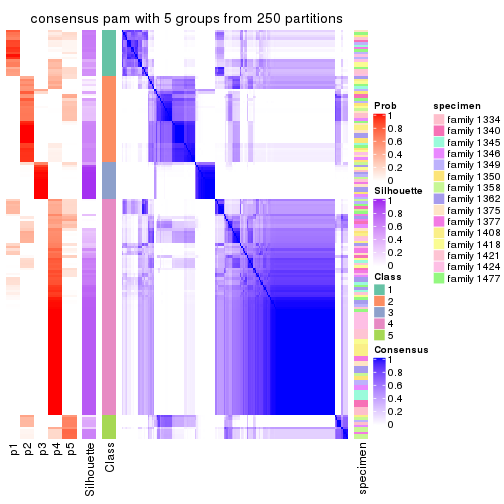 consensus pam with 5 groups from 250 partitions
p1
p2
p3
p4
p5
Silhouette
Class
specimen
Prob
1
0.8
0.6
0.4
0.2
0
Silhouette
1
0.8
0.6
0.4
0.2
0
Class
1
2
3
4
5
Consensus
1
0.8
0.6
0.4
0.2
0
specimen
family 1334
family 1340
family 1345
family 1346
family 1349
family 1350
family 1358
family 1362
family 1375
family 1377
family 1408
family 1418
family 1421
family 1424
family 1477